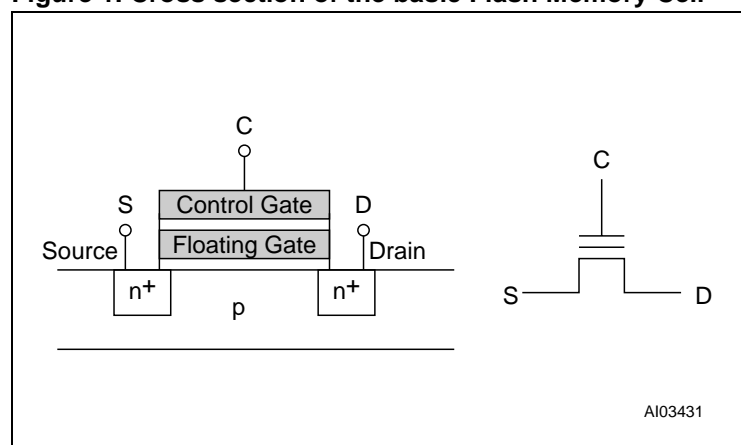 Figure 1. Cross section of the basic Flash Memory Cell
C
S
Control Gate
D
Source
Floating Gate
Drain
n+
n+
p
C
S
D
AI03431